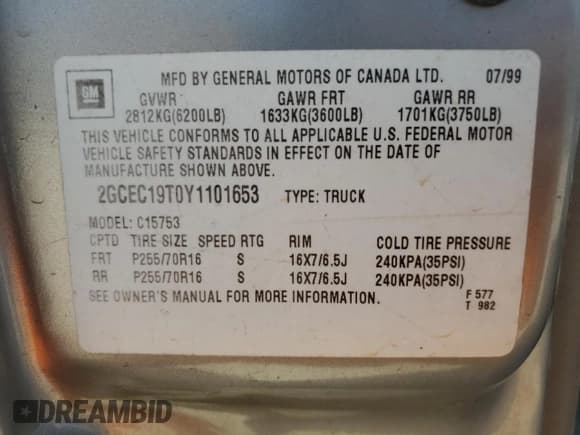 GM
MFD BY GENERAL MOTORS OF CANADA LTD. 07/99
GVWR GAWR FRT GAWR RR
2812KG(6200LB) 1633KG(3600LB) 1701KG(3750LB)
THIS VEHICLE CONFORMS TO ALL APPLICABLE U.S. FEDERAL MOTOR
VEHICLE SAFETY STANDARDS IN EFFECT ON THE DATE OF
MANUFACTURE SHOWN ABOVE.
2GCEC19T0Y1101653 TYPE: TRUCK
MODEL: C15753
CPTD TIRE SIZE SPEED RTG RIM COLD TIRE PRESSURE
FRT P255/70R16 S 16X7/6.5J 240KPA(35PSI)
RR P255/70R16 S 16X7/6.5J 240KPA(35PSI)
SEE OWNER'S MANUAL FOR MORE INFORMATION. F 577
T 982
DREAMBID